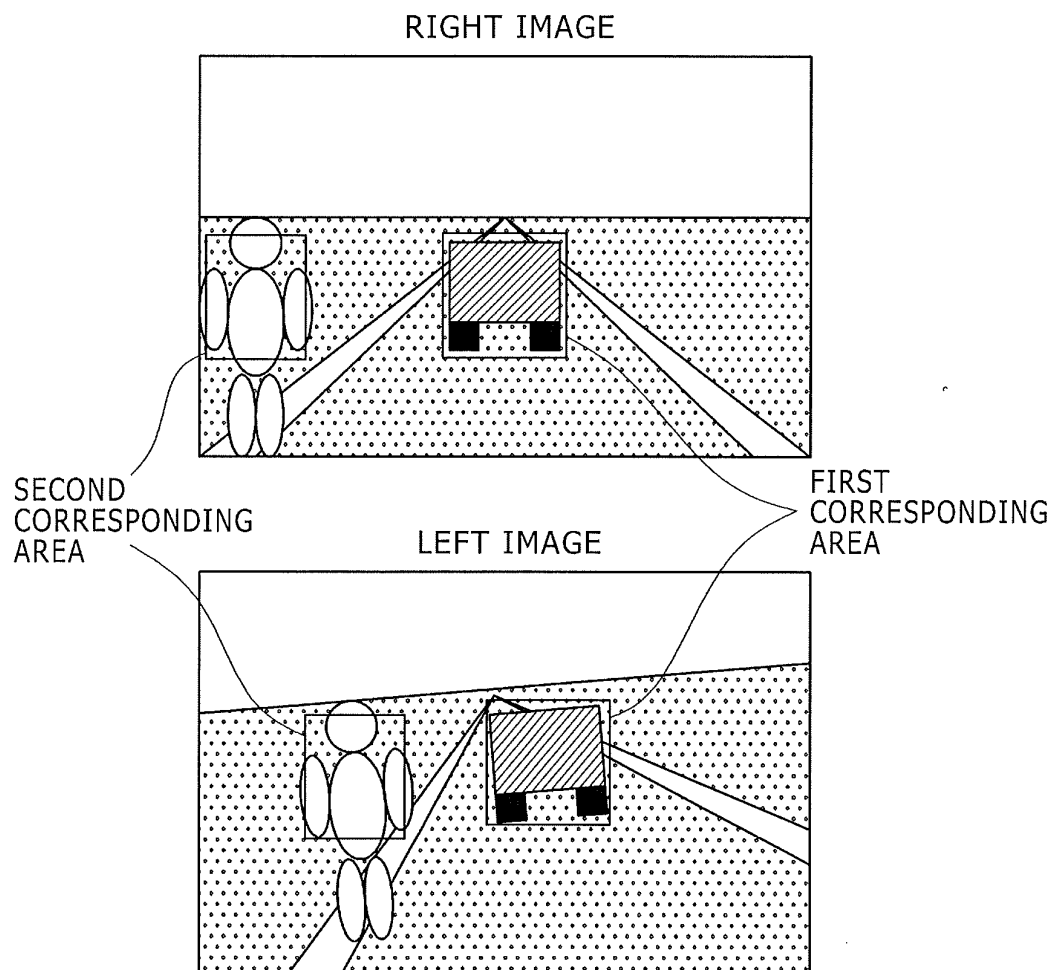 RIGHT IMAGE
SECOND
CORRESPONDING
AREA
FIRST
CORRESPONDING
AREA
LEFT IMAGE